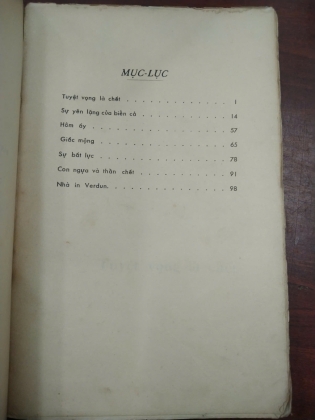 MỤC-LỤC
Tuyệt vọng là chết . . . . . . . . . . . . . 1
Sự yên lặng của biển cả . . . . . . . . . . . . 14
Hôm ấy . . . . . . . . . . . . . . . 57
Giấc mộng . . . . . . . . . . . . . . 65
Sự bất lực . . . . . . . . . . . . . . 78
Con ngựa và thần chết . . . . . . . . . . . . 91
Nhà in Verdun. . . . . . . . . . . . . . 98